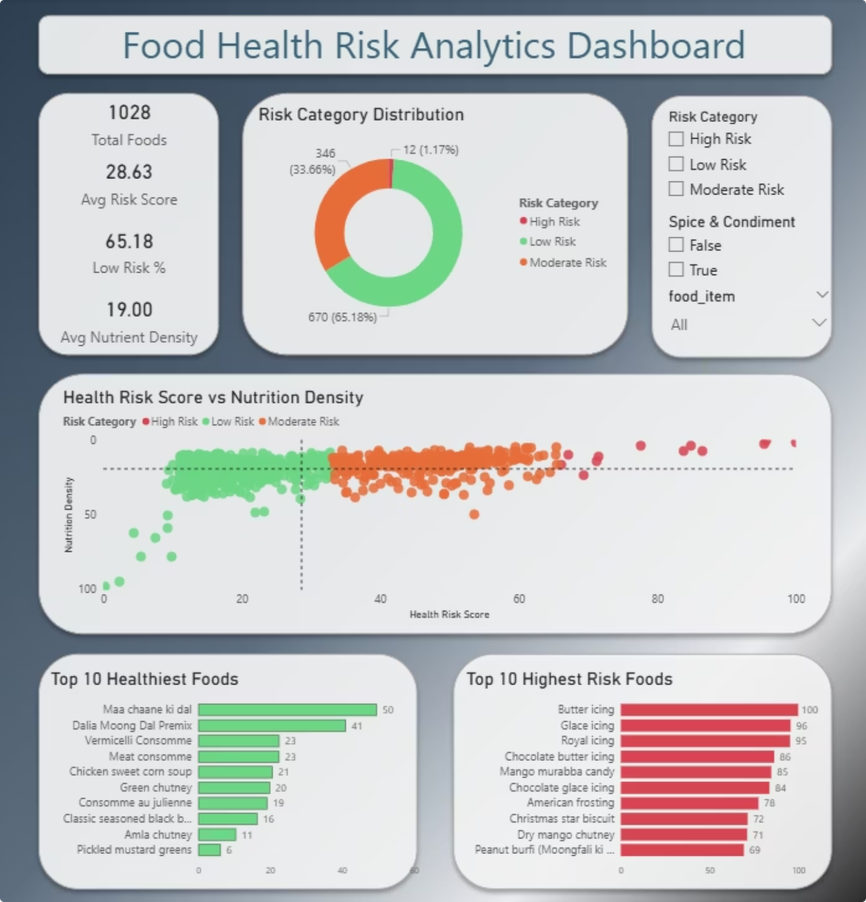 Food Health Risk Analytics Dashboard
1028
Total Foods
28.63
Avg Risk Score
65.18
Low Risk %
19.00
Avg Nutrient Density
Risk Category Distribution
346
(33.66%)
12 (1.17%)
670 (65.18%)
Risk Category
High Risk
Low Risk
Moderate Risk
Risk Category
High Risk
Low Risk
Moderate Risk
Spice & Condiment
False
True
food_item
All
Health Risk Score vs Nutrition Density
Risk Category High Risk Low Risk Moderate Risk
Nutrition Density
0
50
100
0 20 40 60 80 100
Health Risk Score
Top 10 Healthiest Foods
Maa chaane ki dal 50
Dalia Moong Dal Premix 41
Vermicelli Consomme 23
Meat consomme 23
Chicken sweet corn soup 21
Green chutney 20
Consomme au julienne 19
Classic seasoned black b... 16
Amla chutney 11
Pickled mustard greens 6
0 20 40 60
Top 10 Highest Risk Foods
Butter icing 100
Glace icing 96
Royal icing 95
Chocolate butter icing 86
Mango murabba candy 85
Chocolate glace icing 84
American frosting 78
Christmas star biscuit 72
Dry mango chutney 71
Peanut burfi (Moongfali ki ... 69
0 50 100